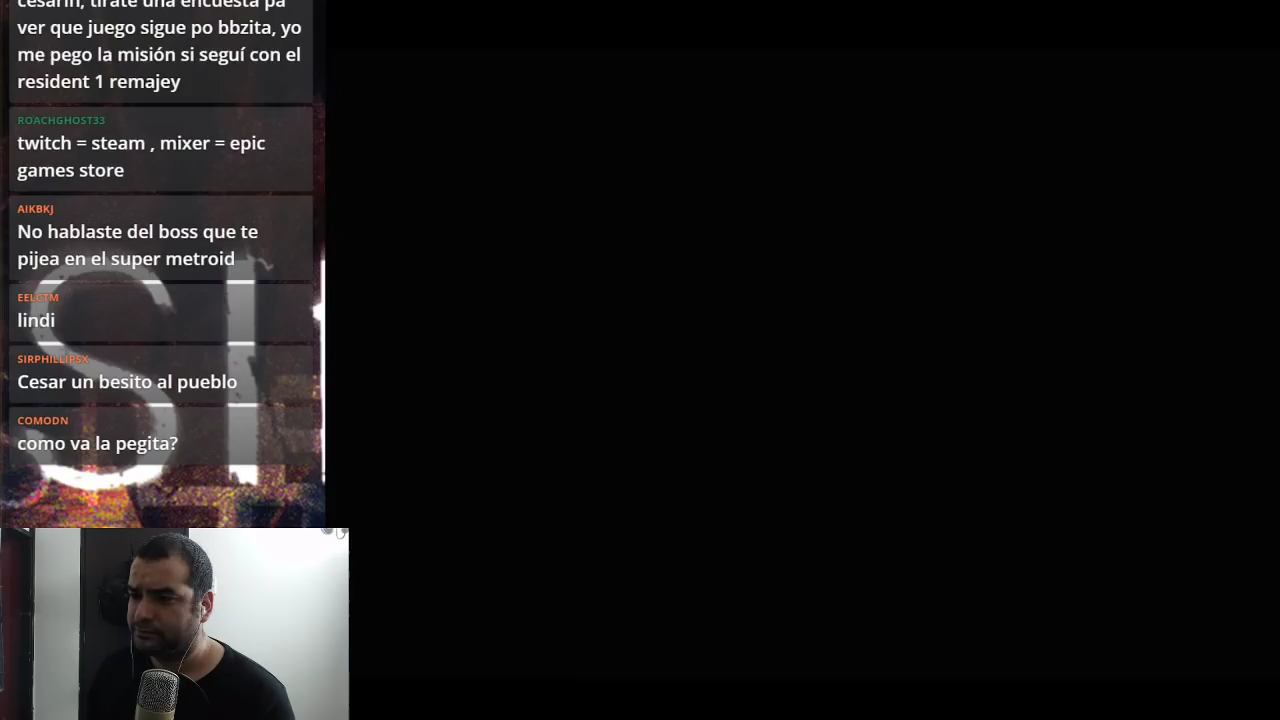 cesarin, tirate una encuesta pa
ver que juego sigue po bbzita, yo
me pego la misión si seguí con el
resident 1 remajey
ROACHGHOST33
twitch = steam , mixer = epic
games store
AIKBKJ
No hablaste del boss que te
pijea en el super metroid
EELCTM
lindi
SIRPHILLIPSX
Cesar un besito al pueblo
COMODN
como va la pegita?